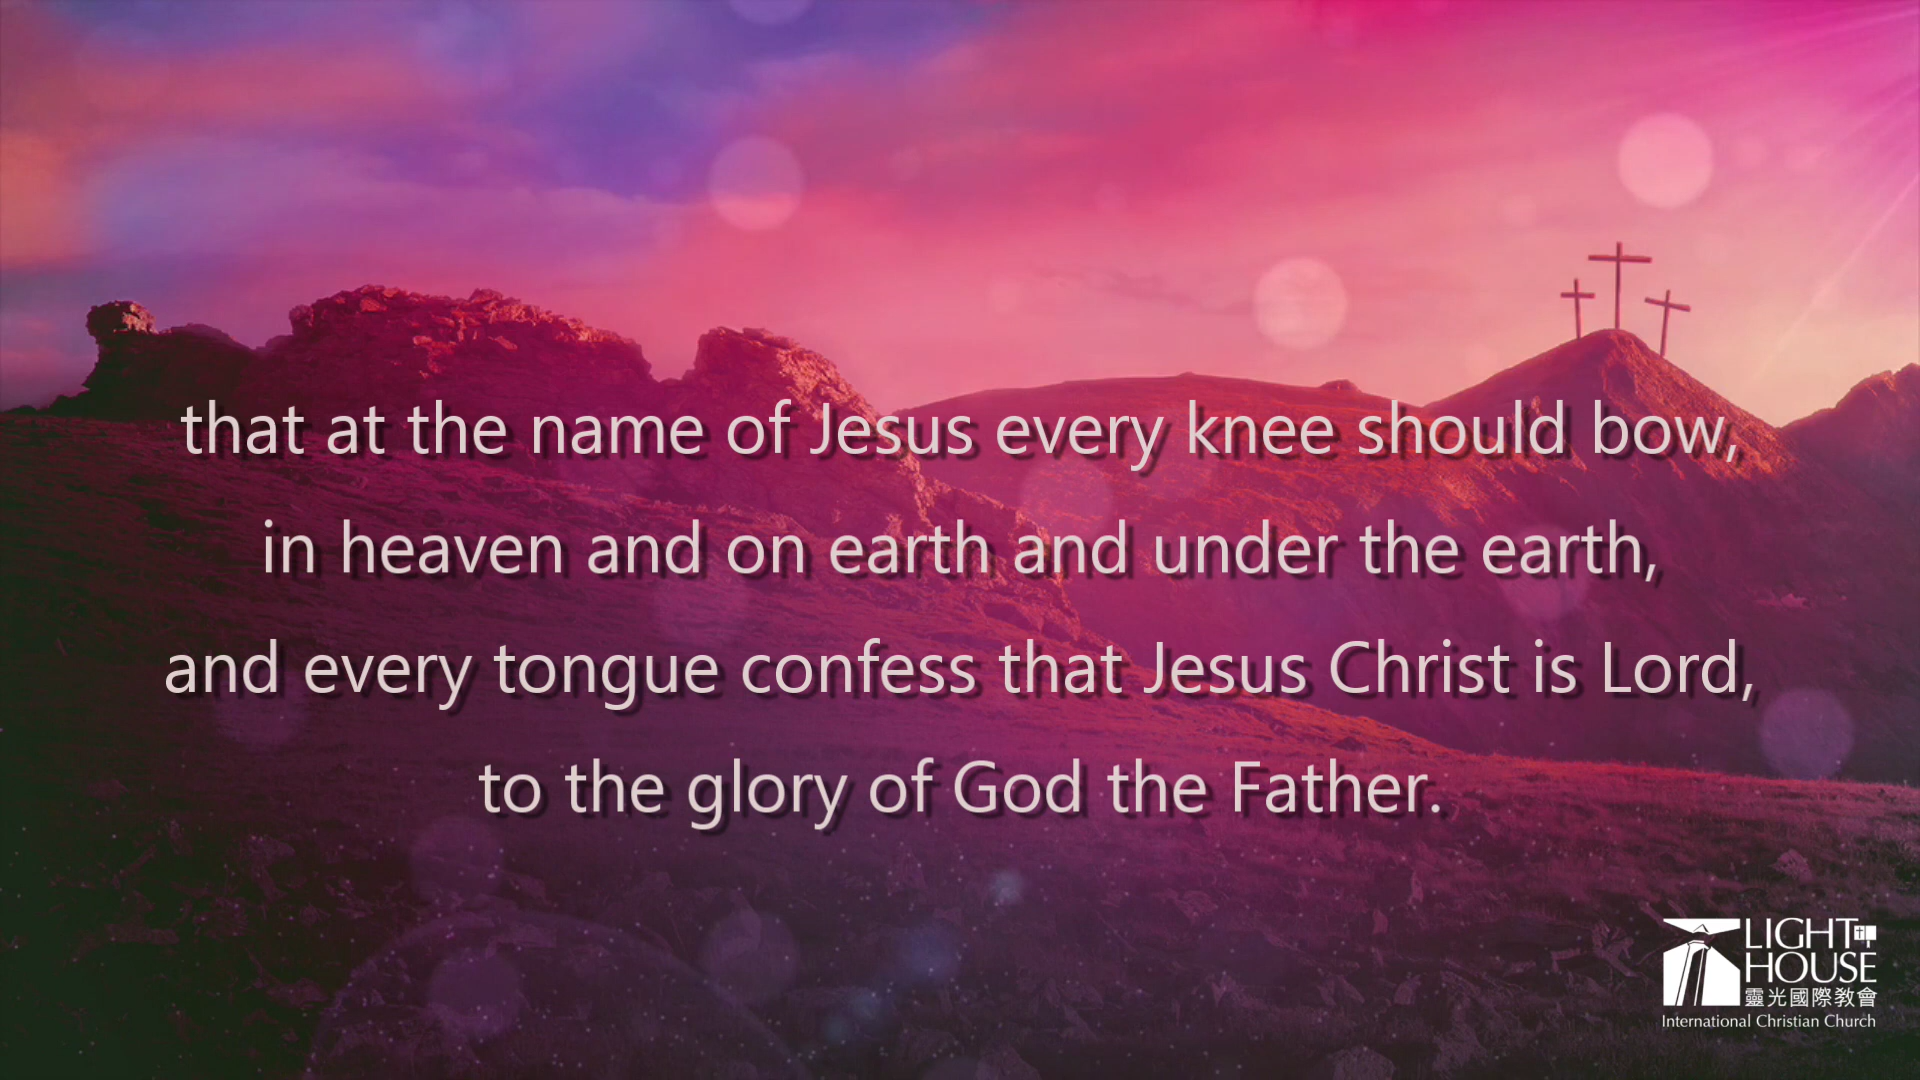 that at the name of Jesus every knee should bow,
in heaven and on earth and under the earth,
and every tongue confess that Jesus Christ is Lord,
to the glory of God the Father.
LIGHT
HOUSE
靈光國際教會
International Christian Church